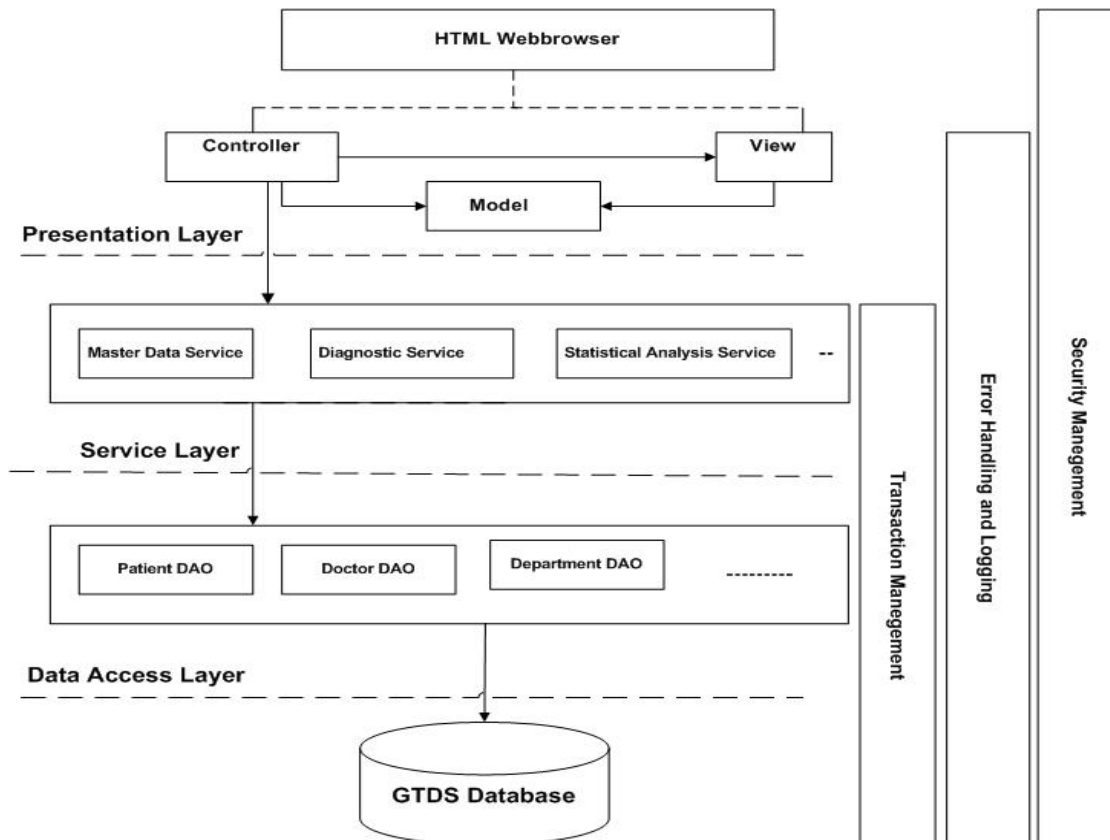 HTML Webbrowser
Controller
View
Model
Presentation Layer
Master Data Service
Diagnostic Service
Statistical Analysis Service
Service Layer
Patient DAO
Doctor DAO
Department DAO
Data Access Layer
GTDS Database
Transaction Manegement
Error Handling and Logging
Security Manegement